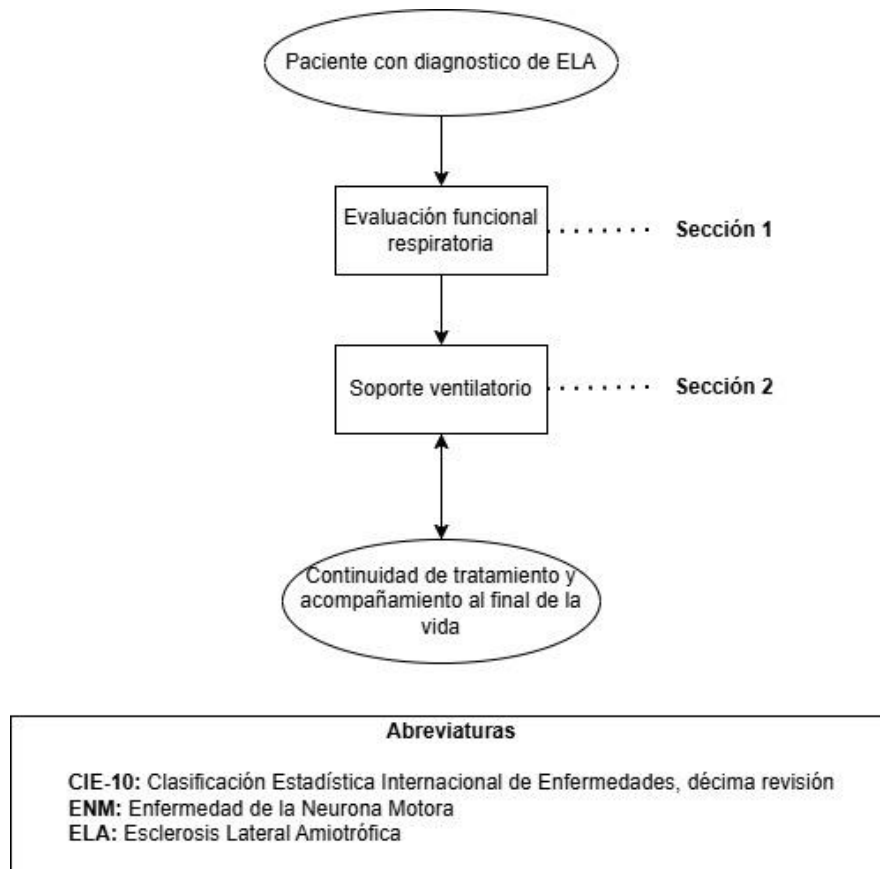 Paciente con diagnostico de ELA
Evaluación funcional
respiratoria
Sección 1
Soporte ventilatorio
Sección 2
Continuidad de tratamiento y
acompañamiento al final de la
vida
Abreviaturas
CIE-10: Clasificación Estadística Internacional de Enfermedades, décima revisión
ENM: Enfermedad de la Neurona Motora
ELA: Esclerosis Lateral Amiotrófica